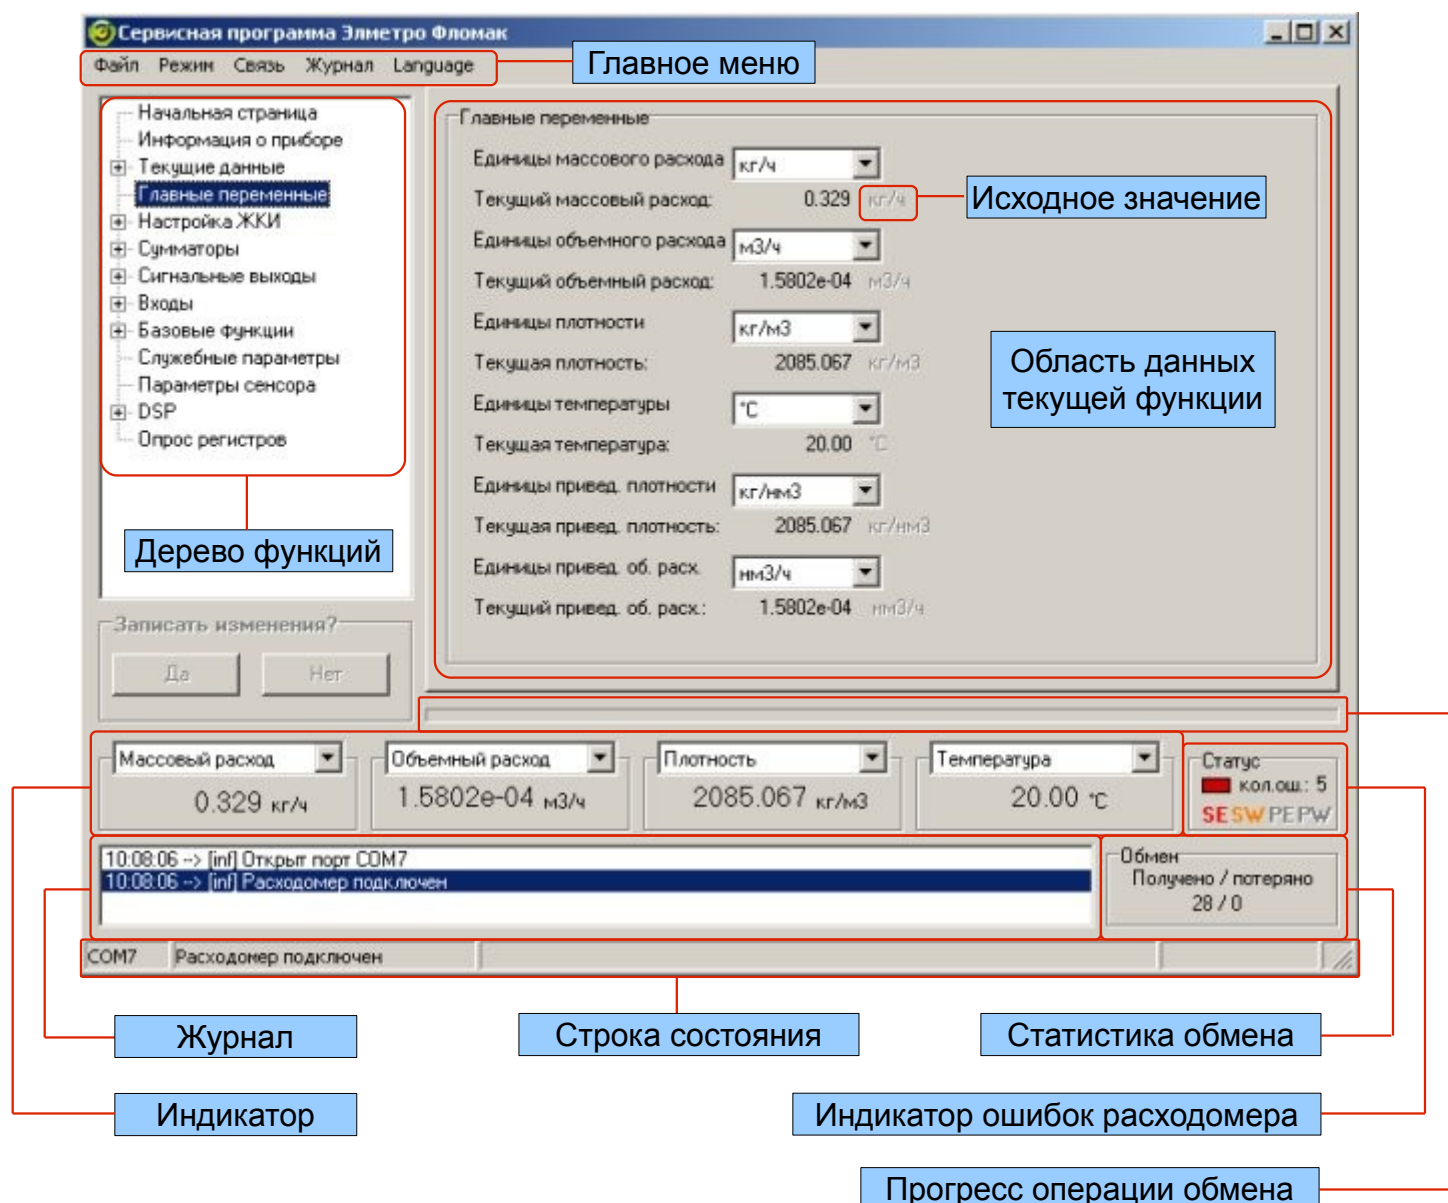 Сервисная программа Элметро Фломак
Файл Режим Связь Журнал Language
Главное меню
Начальная страница
Информация о приборе
Текущие данные
Главные переменные
Настройка ЖКИ
Сумматоры
Сигнальные выходы
Входы
Базовые функции
Служебные параметры
Параметры сенсора
DSP
Опрос регистров
Дерево функций
Записать изменения?
Да Нет
Главные переменные
Единицы массового расхода кг/ч
Текущий массовый расход: 0.329 кг/ч
Исходное значение
Единицы объемного расхода м3/ч
Текущий объемный расход: 1.5802e-04 м3/ч
Единицы плотности кг/м3
Текущая плотность: 2085.067 кг/м3
Единицы температуры °C
Текущая температура: 20.00 °C
Единицы привед. плотности кг/нм3
Текущая привед. плотность: 2085.067 кг/нм3
Единицы привед. об. расх. нм3/ч
Текущий привед. об. расх.: 1.5802e-04 нм3/ч
Область данных
текущей функции
Массовый расход
0.329 кг/ч
Объемный расход
1.5802e-04 м3/ч
Плотность
2085.067 кг/м3
Температура
20.00 °C
Статус
кол.ош.: 5
SE SW PE PW
10:08:06 --> [inf] Открыт порт COM7
10:08:06 --> [inf] Расходомер подключен
Обмен
Получено / потеряно
28 / 0
COM7 Расходомер подключен
Журнал
Строка состояния
Статистика обмена
Индикатор
Индикатор ошибок расходомера
Прогресс операции обмена